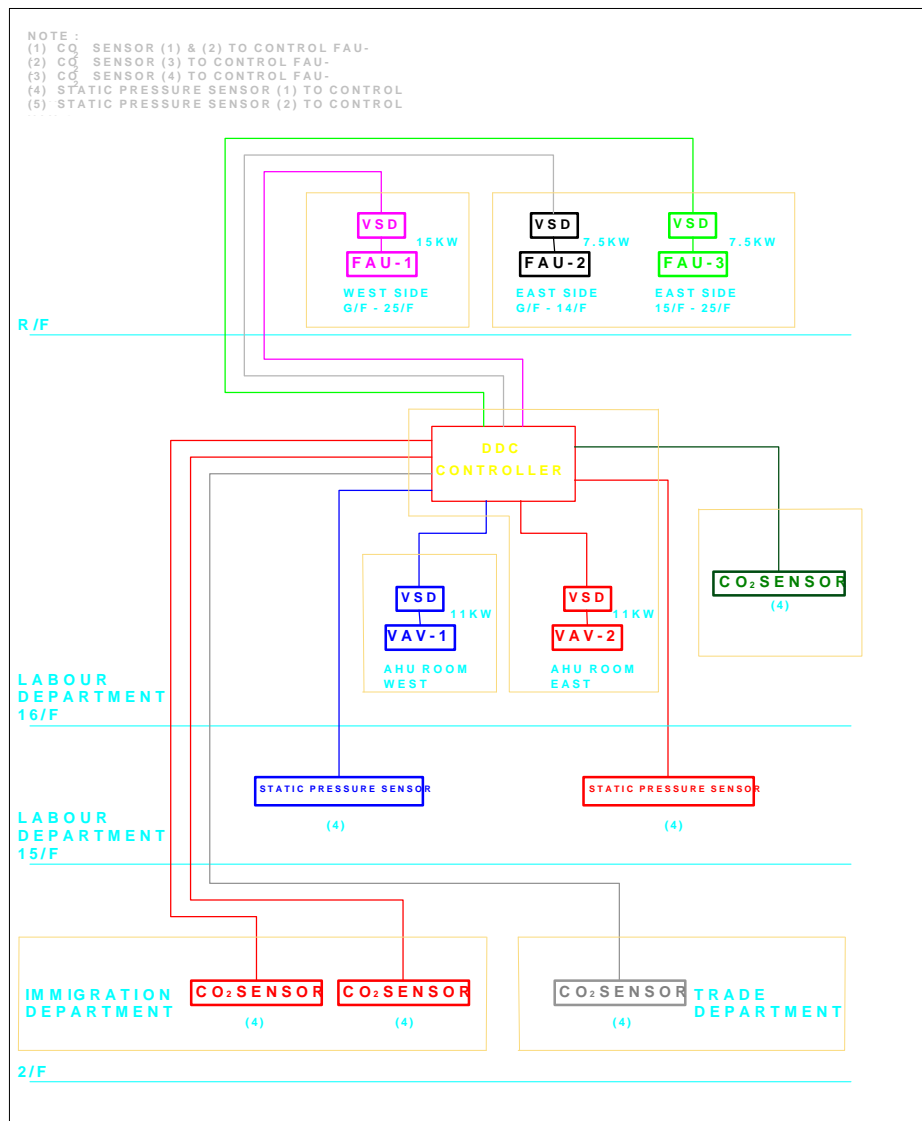 NOTE :
(1) CO2 SENSOR (1) & (2) TO CONTROL FAU-
(2) CO2 SENSOR (3) TO CONTROL FAU-
(3) CO2 SENSOR (4) TO CONTROL FAU-
(4) STATIC PRESSURE SENSOR (1) TO CONTROL
(5) STATIC PRESSURE SENSOR (2) TO CONTROL
VSD
15KW
FAU-1
WEST SIDE
G/F - 25/F
VSD
7.5KW
FAU-2
EAST SIDE
G/F - 14/F
VSD
7.5KW
FAU-3
EAST SIDE
15/F - 25/F
R/F
DDC
CONTROLLER
VSD
11KW
VAV-1
AHU ROOM
WEST
VSD
11KW
VAV-2
AHU ROOM
EAST
CO₂SENSOR
(4)
LABOUR
DEPARTMENT
16/F
STATIC PRESSURE SENSOR
(4)
STATIC PRESSURE SENSOR
(4)
LABOUR
DEPARTMENT
15/F
IMMIGRATION
DEPARTMENT
CO₂SENSOR
(4)
CO₂SENSOR
(4)
CO₂SENSOR
(4)
TRADE
DEPARTMENT
2/F